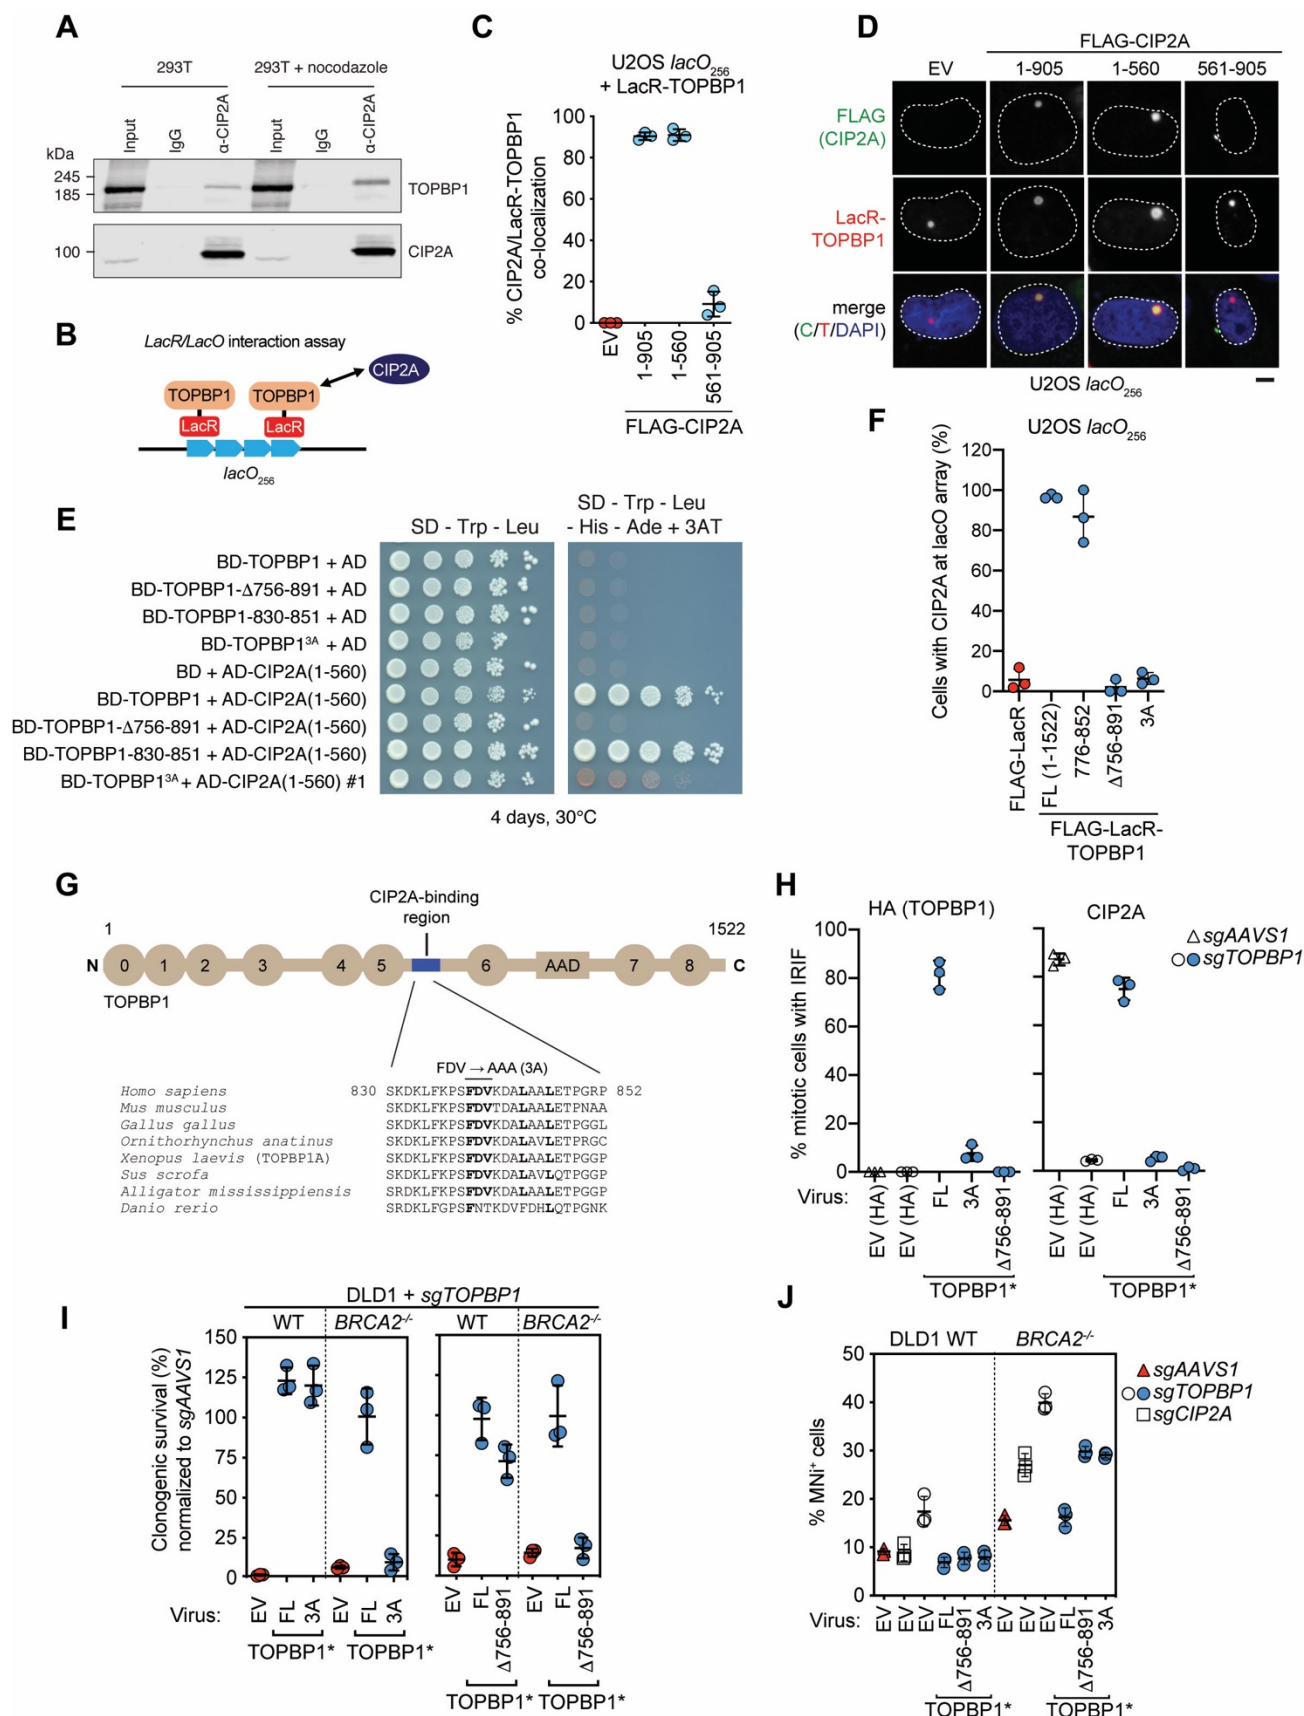 A
293T
293T + nocodazole
Input
IgG
α-CIP2A
Input
IgG
α-CIP2A
kDa
245
185
TOPBP1
100
CIP2A
B
LacR/LacO interaction assay
TOPBP1
TOPBP1
CIP2A
LacR
LacR
lacO256
C
U2OS lacO256
+ LacR-TOPBP1
% CIP2A/LacR-TOPBP1
co-localization
100
80
60
40
20
0
EV
1-905
1-560
561-905
FLAG-CIP2A
D
FLAG-CIP2A
EV
1-905
1-560
561-905
FLAG
(CIP2A)
LacR-
TOPBP1
merge
(C/T/DAPI)
U2OS lacO256
E
SD - Trp - Leu
SD - Trp - Leu
- His - Ade + 3AT
BD-TOPBP1 + AD
BD-TOPBP1-Δ756-891 + AD
BD-TOPBP1-830-851 + AD
BD-TOPBP1³ᴬ + AD
BD + AD-CIP2A(1-560)
BD-TOPBP1 + AD-CIP2A(1-560)
BD-TOPBP1-Δ756-891 + AD-CIP2A(1-560)
BD-TOPBP1-830-851 + AD-CIP2A(1-560)
BD-TOPBP1³ᴬ + AD-CIP2A(1-560) #1
4 days, 30°C
F
U2OS lacO256
Cells with CIP2A at lacO array (%)
120
100
80
60
40
20
0
FLAG-LacR
FL (1-1522)
776-852
Δ756-891
3A
FLAG-LacR-
TOPBP1
G
CIP2A-binding
region
1
1522
N
0
1
2
3
4
5
6
AAD
7
8
C
TOPBP1
FDV → AAA (3A)
Homo sapiens 830 SKDKLFKPSFDVKDALAALETPGRP 852
Mus musculus SKDKLFKPSFDVTDALAALETPNAA
Gallus gallus SKDKLFKPSFDVKDALAALETPGGL
Ornithorhynchus anatinus SKDKLFKPSFDVKDALAVLETPRGC
Xenopus laevis (TOPBP1A) SKDKLFKPSFDVKDALAALETPGGP
Sus scrofa SKDKLFKPSFDVKDALAVLQTPGGP
Alligator mississippiensis SRDKLFKPSFDVKDALAALETPGGP
Danio rerio SRDKLFGPSFNTKDVFDHLQTPGNK
H
HA (TOPBP1)
CIP2A
sgAAVS1
sgTOPBP1
% mitotic cells with IRIF
100
80
60
40
20
0
Virus:
EV (HA)
EV (HA)
FL
3A
Δ756-891
TOPBP1*
EV (HA)
EV (HA)
FL
3A
Δ756-891
TOPBP1*
I
DLD1 + sgTOPBP1
WT
BRCA2-/-
WT
BRCA2-/-
Clonogenic survival (%)
normalized to sgAAVS1
150
125
100
75
50
25
0
Virus:
EV
FL
3A
EV
FL
3A
TOPBP1*
TOPBP1*
EV
FL
Δ756-891
EV
FL
Δ756-891
TOPBP1*
TOPBP1*
J
DLD1 WT
BRCA2-/-
sgAAVS1
sgTOPBP1
sgCIP2A
% MNi+ cells
50
40
30
20
10
0
Virus:
EV
EV
EV
FL
Δ756-891
3A
EV
EV
EV
FL
Δ756-891
3A
TOPBP1*
TOPBP1*